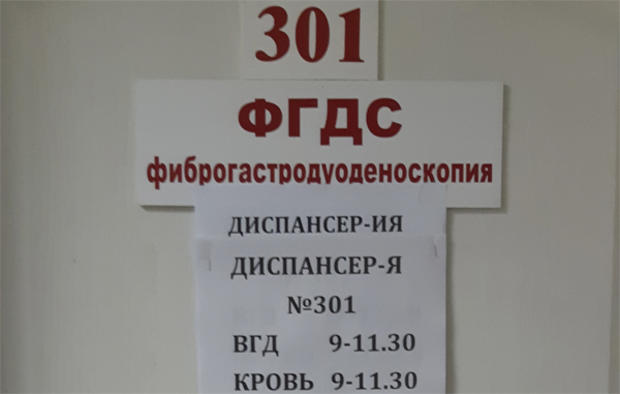 301
ФГДС
фиброгастродуоденоскопия
ДИСПАНСЕР-ИЯ
ДИСПАНСЕР-Я
№301
ВГД 9-11.30
КРОВЬ 9-11.30